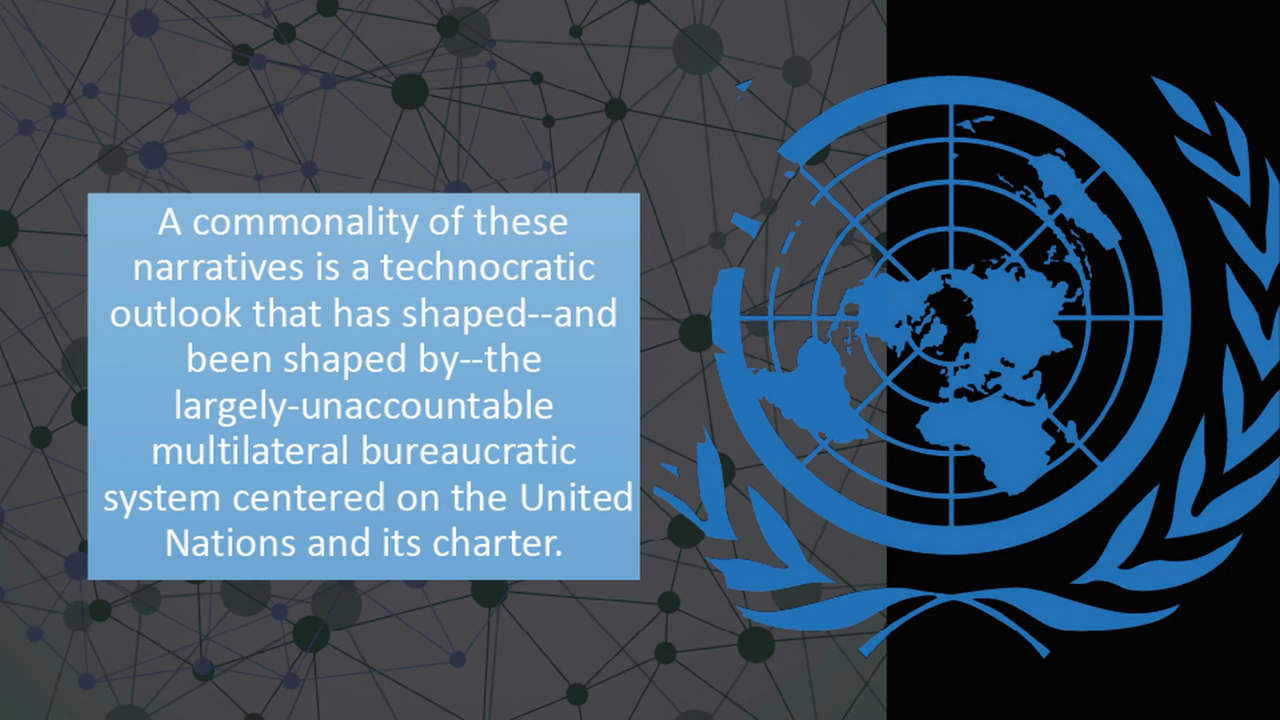 A commonality of these
narratives is a technocratic
outlook that has shaped--and
been shaped by--the
largely-unaccountable
multilateral bureaucratic
system centered on the United
Nations and its charter.